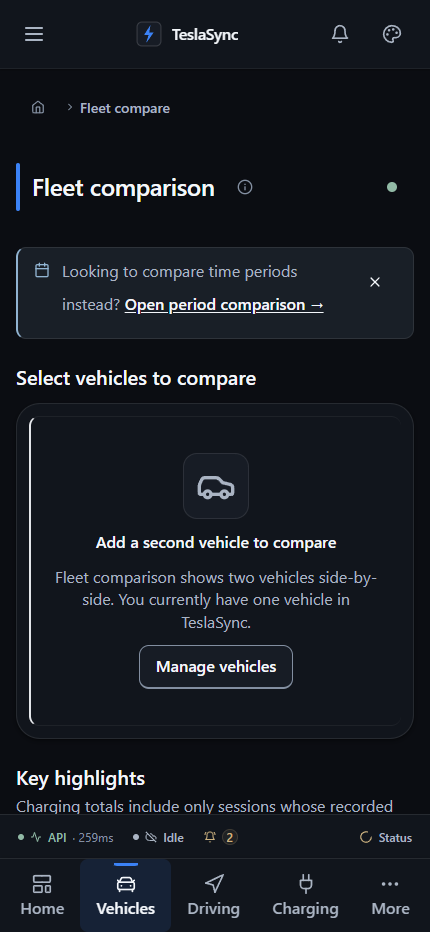 TeslaSync
Fleet compare
Fleet comparison
Looking to compare time periods
instead? Open period comparison →
Select vehicles to compare
Add a second vehicle to compare
Fleet comparison shows two vehicles side-by-
side. You currently have one vehicle in
TeslaSync.
Manage vehicles
Key highlights
Charging totals include only sessions whose recorded
API · 259ms Idle 2 Status
Home Vehicles Driving Charging More